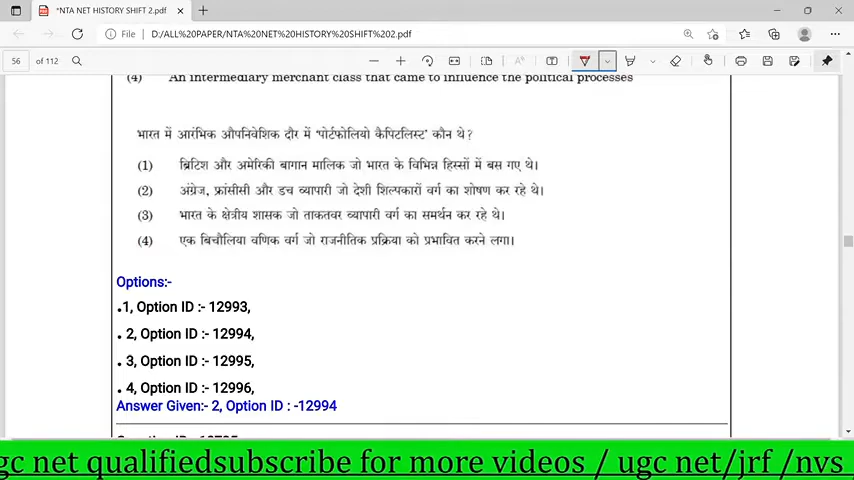 *NTA NET HISTORY SHIFT 2.pdf
File
D:/ALL%20PAPER/NTA%20NET%20HISTORY%20SHIFT%202.pdf
56 of 112
(4) An intermediary merchant class that came to influence the political processes
भारत में आरंभिक औपनिवेशिक दौर में 'पोर्टफोलियो कैपिटलिस्ट' कौन थे?
(1) ब्रिटिश और अमेरिकी बागान मालिक जो भारत के विभिन्न हिस्सों में बस गए थे।
(2) अंग्रेज, फ्रांसीसी और डच व्यापारी जो देशी शिल्पकारों वर्ग का शोषण कर रहे थे।
(3) भारत के क्षेत्रीय शासक जो ताकतवर व्यापारी वर्ग का समर्थन कर रहे थे।
(4) एक बिचौलिया वणिक वर्ग जो राजनीतिक प्रक्रिया को प्रभावित करने लगा।
Options:-
.1, Option ID :- 12993,
. 2, Option ID :- 12994,
. 3, Option ID :- 12995,
. 4, Option ID :- 12996,
Answer Given:- 2, Option ID : -12994
gc net qualifiedsubscribe for more videos / ugc net/jrf /nvs